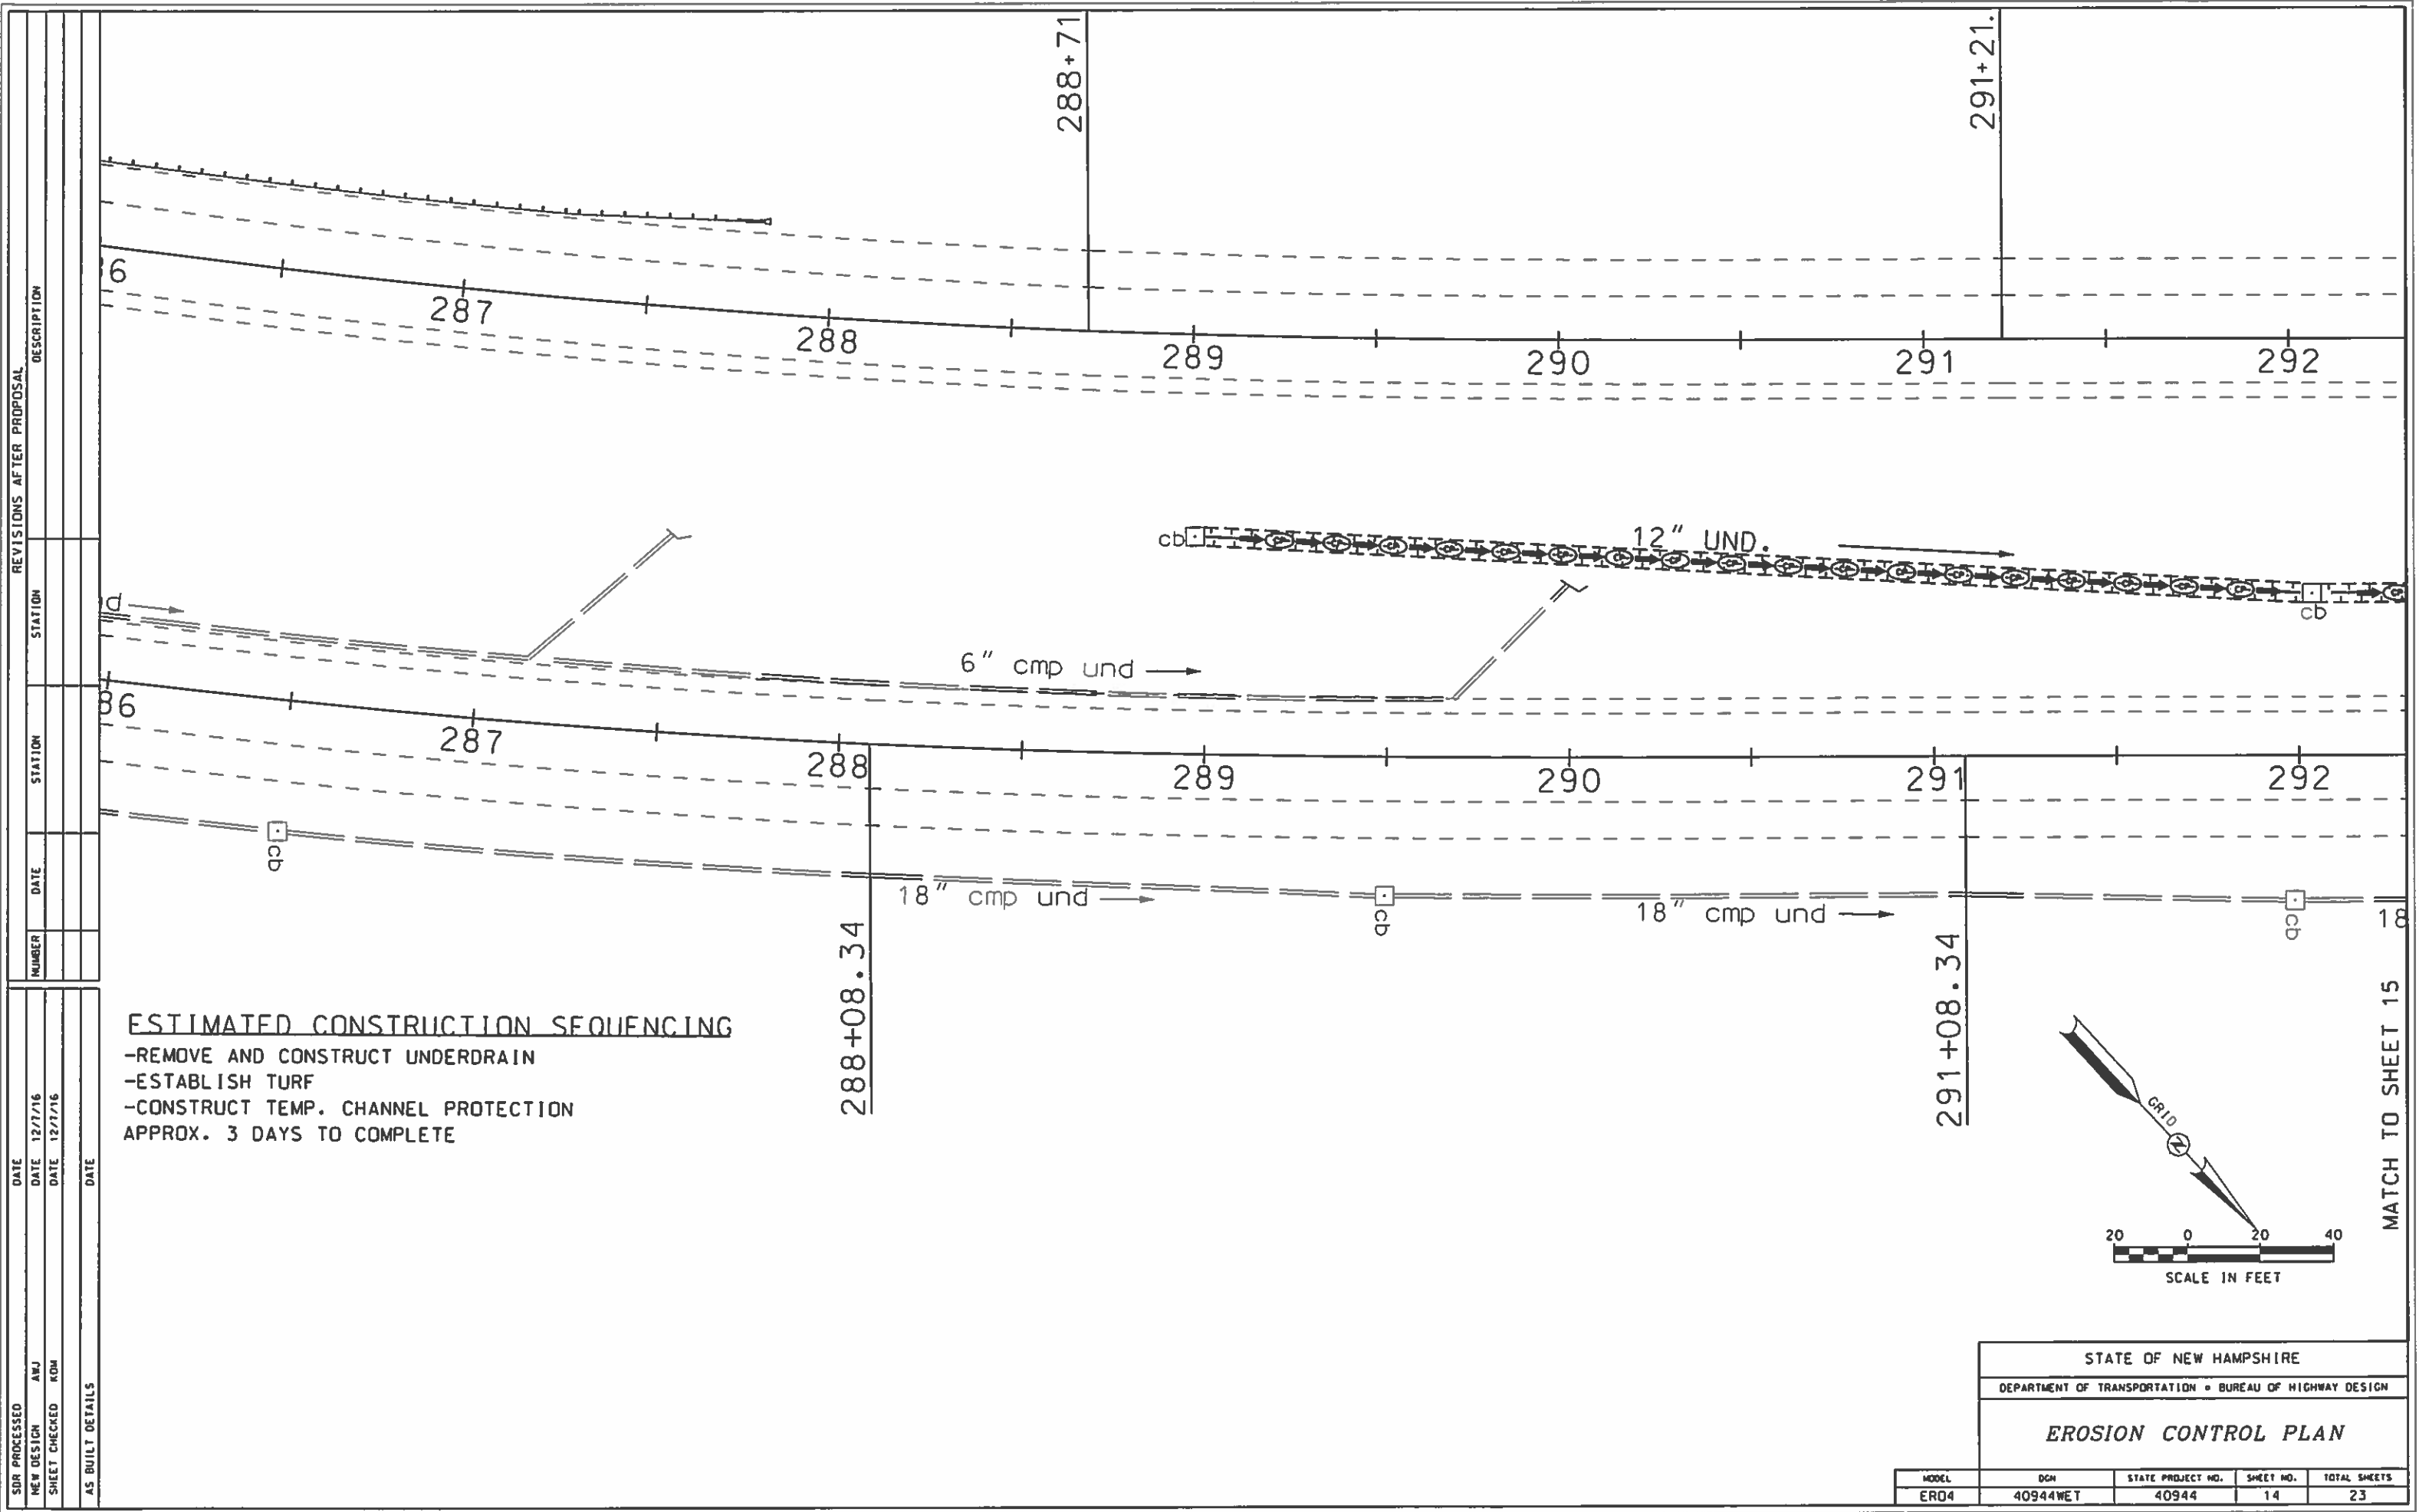 288+71
291+21.
6
287
288
289
290
291
292
cb
12" UND.
cb
d
6" cmp und
86
287
288
289
290
291
292
cb
18" cmp und
cb
18" cmp und
cb
18
288+08.34
291+08.34
ESTIMATED CONSTRUCTION SEQUENCING
-REMOVE AND CONSTRUCT UNDERDRAIN
-ESTABLISH TURF
-CONSTRUCT TEMP. CHANNEL PROTECTION
APPROX. 3 DAYS TO COMPLETE
MATCH TO SHEET 15
GRID
N
20 0 20 40
SCALE IN FEET
STATE OF NEW HAMPSHIRE
DEPARTMENT OF TRANSPORTATION • BUREAU OF HIGHWAY DESIGN
EROSION CONTROL PLAN
MODEL DGN STATE PROJECT NO. SHEET NO. TOTAL SHEETS
ERO4 40944WET 40944 14 23
REVISIONS AFTER PROPOSAL
NUMBER DATE STATION STATION DESCRIPTION
SDR PROCESSED DATE
NEW DESIGN AWJ DATE 12/7/16
SHEET CHECKED KOM DATE 12/7/16
AS BUILT DETAILS DATE